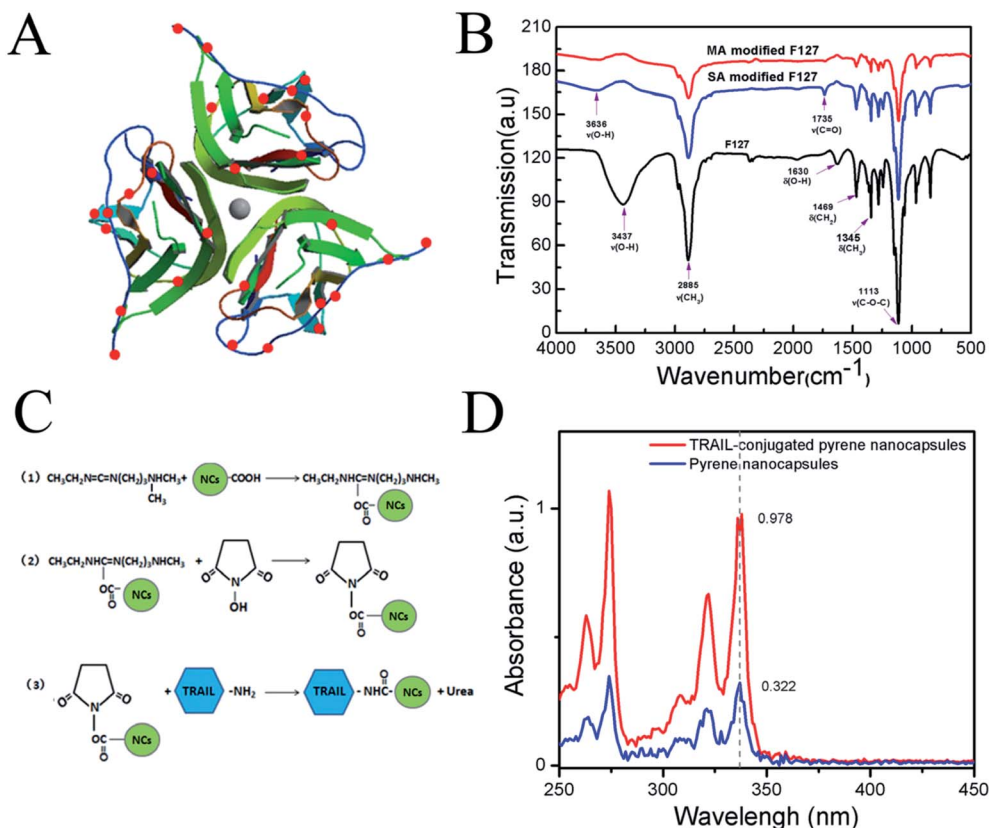 A
B
210
180
150
120
90
60
30
0
Transmission(a.u)
MA modified F127
SA modified F127
F127
3636
ν(O-H)
1735
ν(C=O)
1630
δ(O-H)
1469
δ(CH2)
1345
δ(CH3)
3437
ν(O-H)
2885
ν(CH2)
1113
ν(C-O-C)
4000 3500 3000 2500 2000 1500 1000 500
Wavenumber(cm-1)
C
(1) CH3CH2N=C=N(CH2)3NHCH3+ NCs -COOH CH3CH2NHC=N(CH2)3NHCH3
CH3
OC- NCs
O
(2) CH3CH2NHC=N(CH2)3NHCH3 +
OC- NCs
O
O N O
OH
O N O
OC NCs
O
(3) O N O
OC NCs
O
+ TRAIL -NH2 TRAIL -NHC- NCs + Urea
O
D
TRAIL-conjugated pyrene nanocapsules
Pyrene nanocapsules
1
0
Absorbance (a.u.)
0.978
0.322
250 300 350 400 450
Wavelengh (nm)